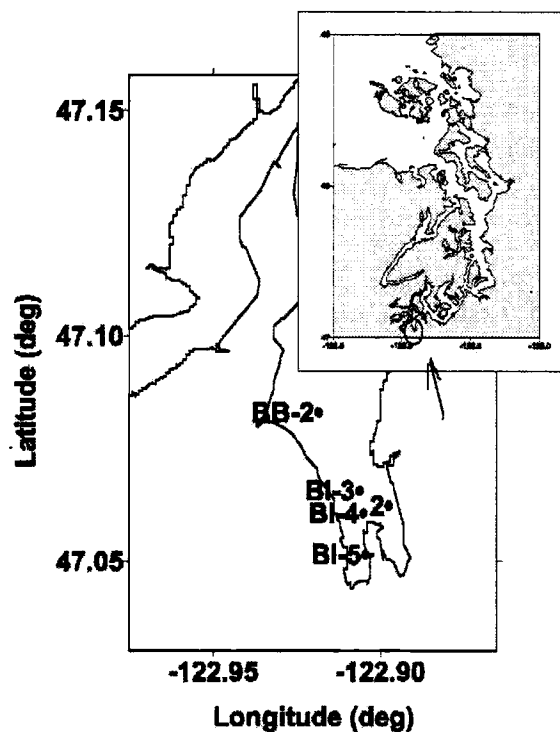 47.15
47.10
47.05
Latitude (deg)
BB-2
BI-3
BI-4 2
BI-5
-122.95 -122.90
Longitude (deg)